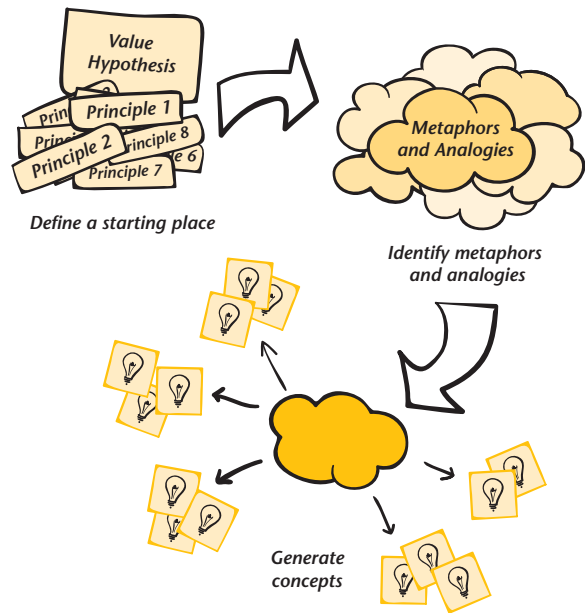 Value
Hypothesis
Principle 1
Principle 2
Principle 8
Principle 7
Define a starting place
Metaphors
and Analogies
Identify metaphors
and analogies
Generate
concepts